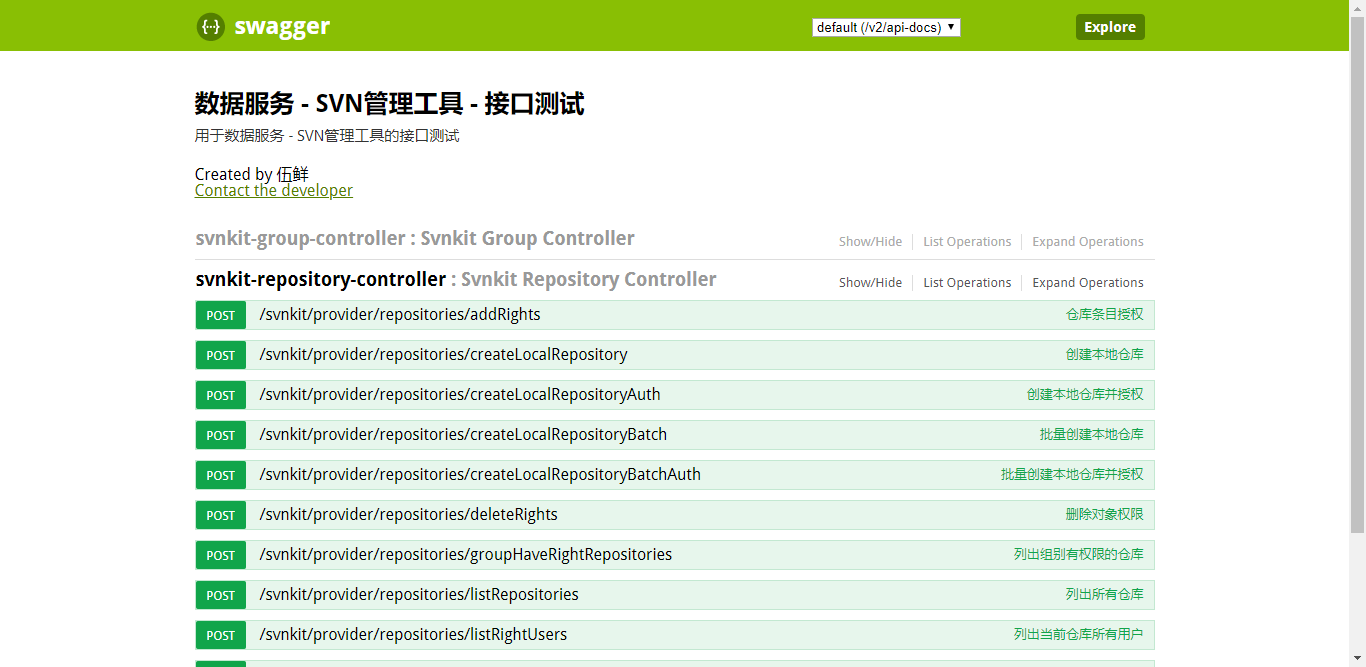 {···} swagger default (/v2/api-docs) Explore
数据服务 - SVN管理工具 - 接口测试
用于数据服务 - SVN管理工具的接口测试
Created by 伍鲜
Contact the developer
svnkit-group-controller : Svnkit Group Controller Show/Hide List Operations Expand Operations
svnkit-repository-controller : Svnkit Repository Controller Show/Hide List Operations Expand Operations
POST /svnkit/provider/repositories/addRights 仓库条目授权
POST /svnkit/provider/repositories/createLocalRepository 创建本地仓库
POST /svnkit/provider/repositories/createLocalRepositoryAuth 创建本地仓库并授权
POST /svnkit/provider/repositories/createLocalRepositoryBatch 批量创建本地仓库
POST /svnkit/provider/repositories/createLocalRepositoryBatchAuth 批量创建本地仓库并授权
POST /svnkit/provider/repositories/deleteRights 删除对象权限
POST /svnkit/provider/repositories/groupHaveRightRepositories 列出组别有权限的仓库
POST /svnkit/provider/repositories/listRepositories 列出所有仓库
POST /svnkit/provider/repositories/listRightUsers 列出当前仓库所有用户